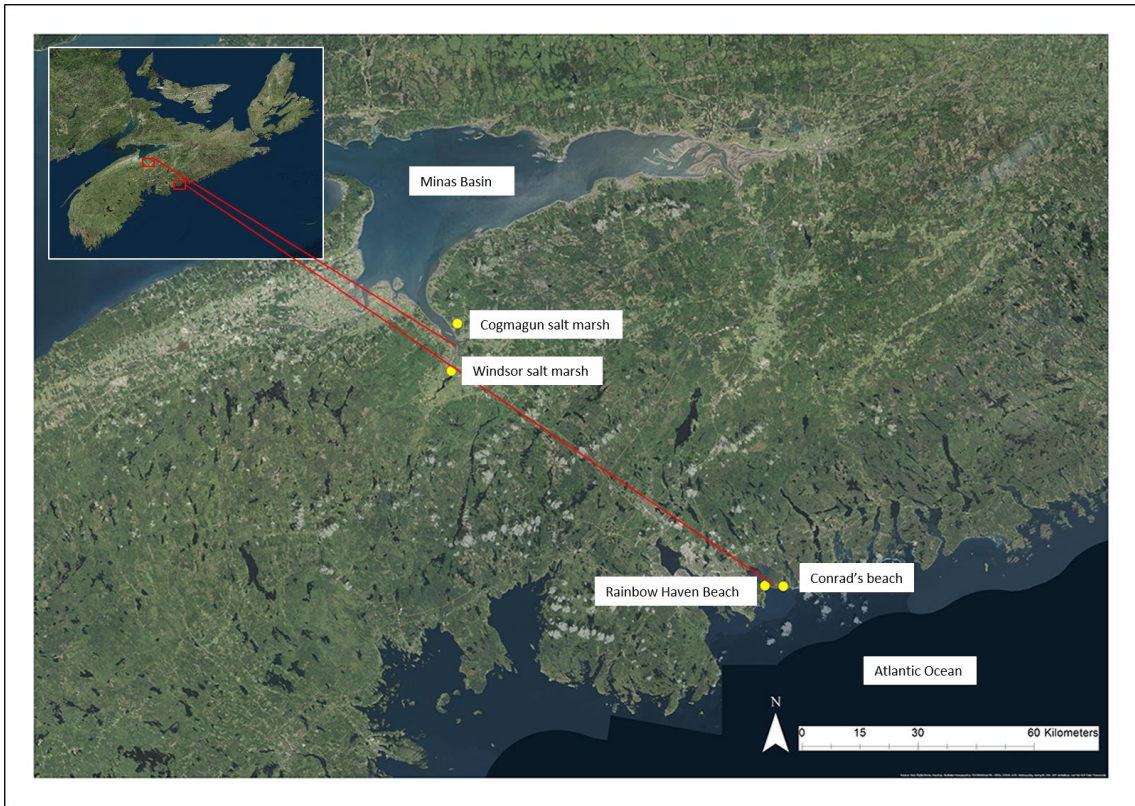 Minas Basin
Cogmagun salt marsh
Windsor salt marsh
Rainbow Haven Beach
Conrad's beach
Atlantic Ocean
N
0 15 30 60 Kilometers